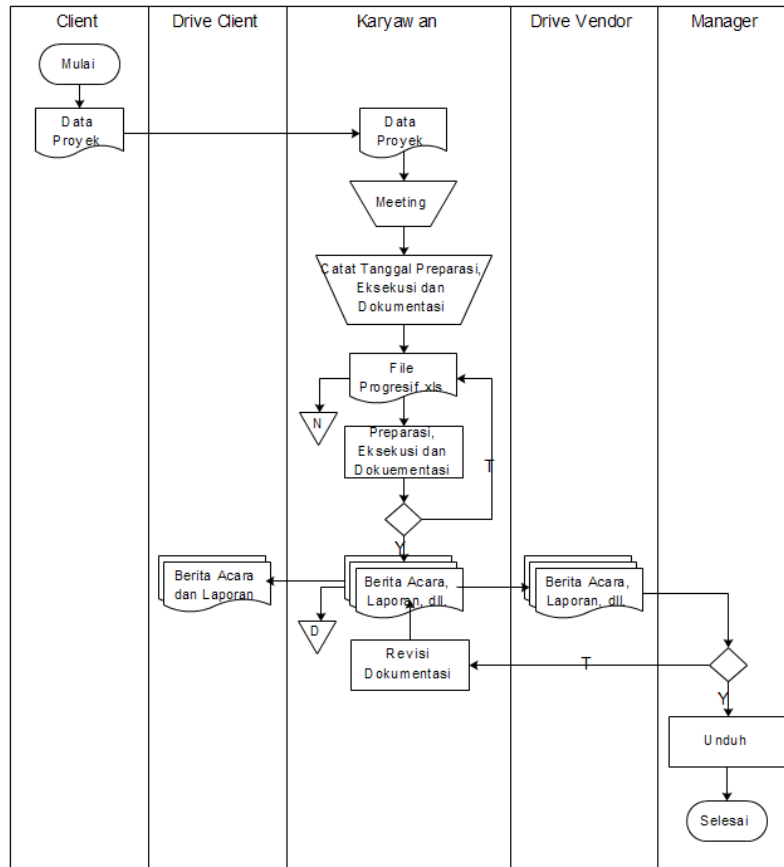 Client
Drive Client
Karyawan
Drive Vendor
Manager
Mulai
Data
Proyek
Data
Proyek
Meeting
Catat Tanggal Preparasi,
Eksekusi dan
Dokumentasi
File
Progresif.xls
N
Preparasi,
Eksekusi dan
Dokuementasi
T
Y
Berita Acara
dan Laporan
Berita Acara,
Laporan, dll.
Berita Acara,
Laporan, dll.
D
Revisi
Dokumentasi
T
Y
Unduh
Selesai